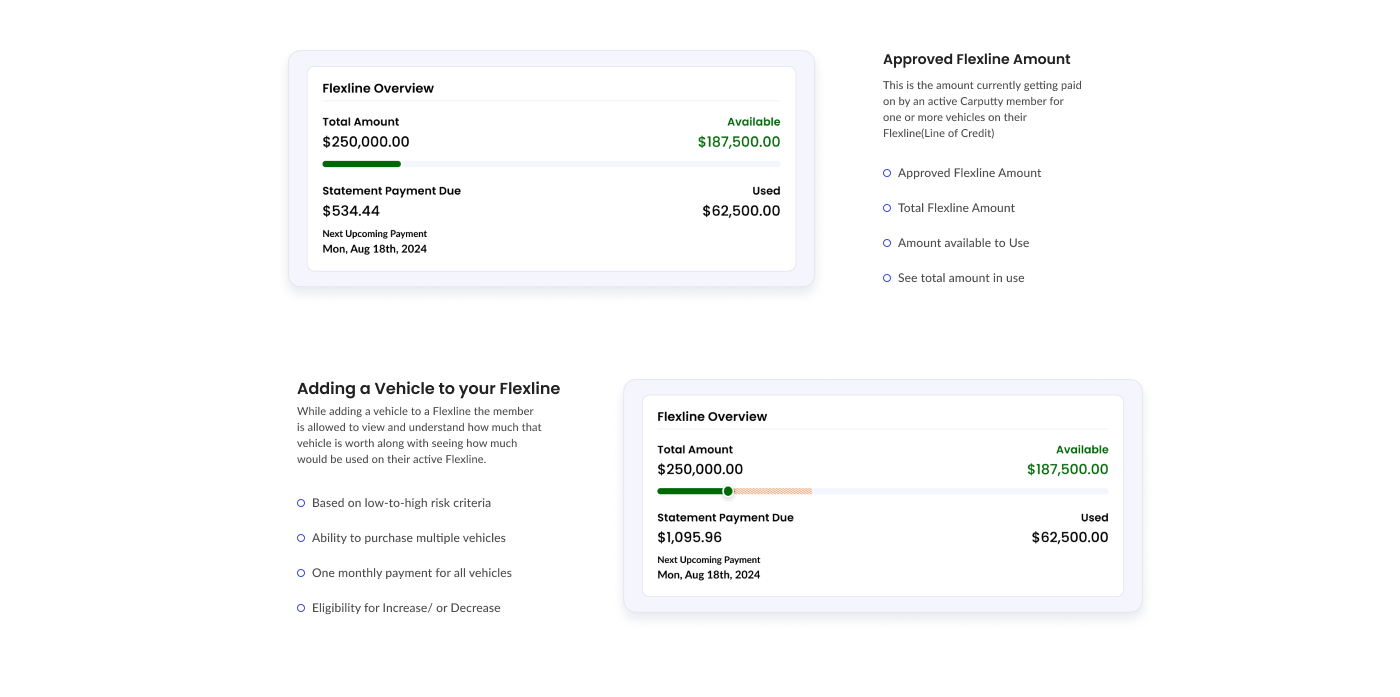 Flexline Overview
Total Amount
Available
$250,000.00
$187,500.00
Statement Payment Due
Used
$534.44
$62,500.00
Next Upcoming Payment
Mon, Aug 18th, 2024
Approved Flexline Amount
This is the amount currently getting paid
on by an active Carputty member for
one or more vehicles on their
Flexline(Line of Credit)
Approved Flexline Amount
Total Flexline Amount
Amount available to Use
See total amount in use
Adding a Vehicle to your Flexline
While adding a vehicle to a Flexline the member
is allowed to view and understand how much that
vehicle is worth along with seeing how much
would be used on their active Flexline.
Based on low-to-high risk criteria
Ability to purchase multiple vehicles
One monthly payment for all vehicles
Eligibility for Increase/ or Decrease
Flexline Overview
Total Amount
Available
$250,000.00
$187,500.00
Statement Payment Due
Used
$1,095.96
$62,500.00
Next Upcoming Payment
Mon, Aug 18th, 2024